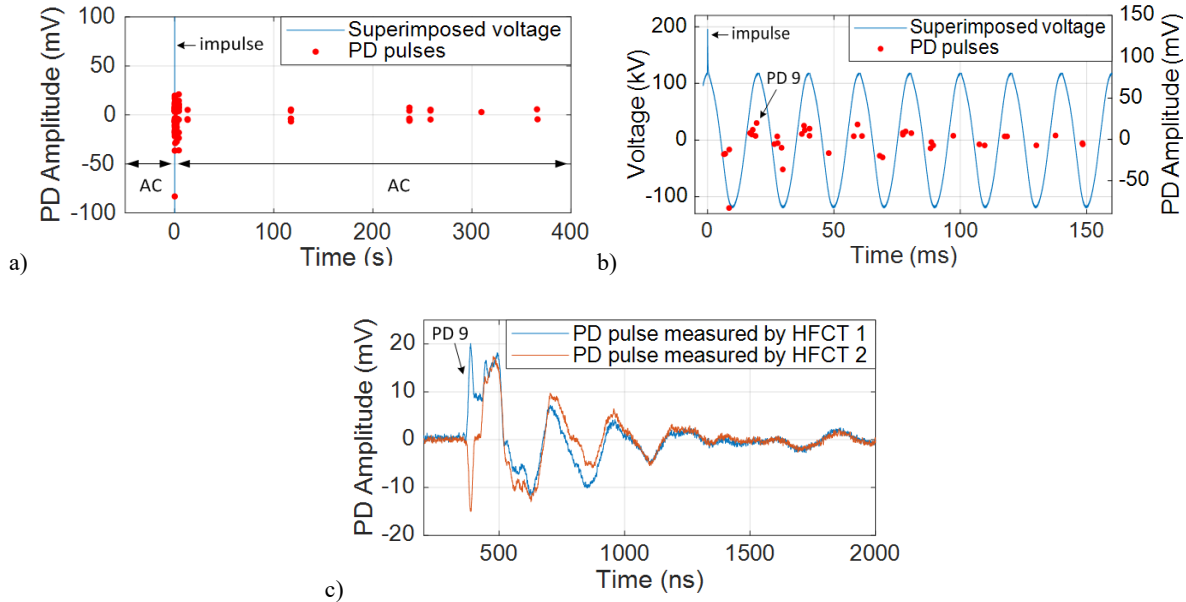 100
50
0
-50
-100
PD Amplitude (mV)
impulse
Superimposed voltage
PD pulses
AC
AC
0
100
200
300
400
Time (s)
a)
200
100
0
-100
Voltage (kV)
impulse
PD 9
Superimposed voltage
PD pulses
150
100
50
0
-50
PD Amplitude (mV)
0
50
100
150
Time (ms)
b)
20
10
0
-10
-20
PD Amplitude (mV)
PD 9
PD pulse measured by HFCT 1
PD pulse measured by HFCT 2
500
1000
1500
2000
Time (ns)
c)